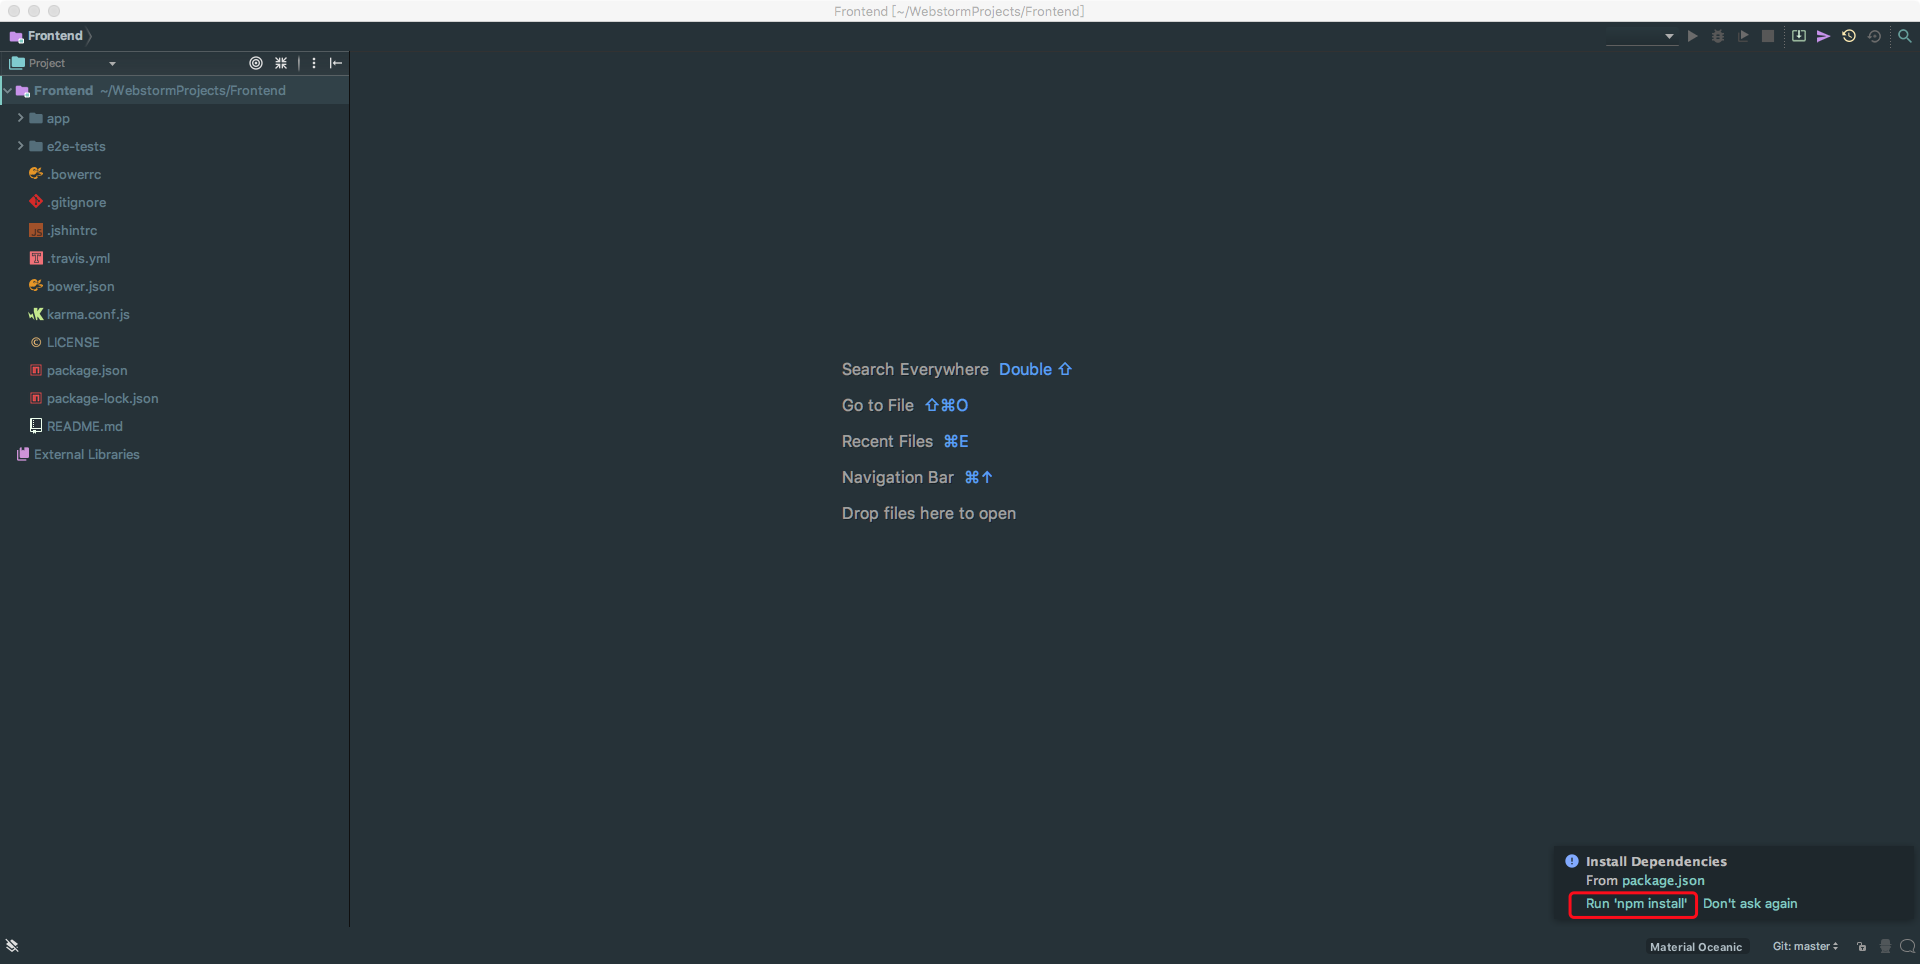 Frontend [~/WebstormProjects/Frontend]
Frontend
Project
Frontend ~/WebstormProjects/Frontend
app
e2e-tests
.bowerrc
.gitignore
.jshintrc
.travis.yml
bower.json
karma.conf.js
LICENSE
package.json
package-lock.json
README.md
External Libraries
Search Everywhere Double ⇧
Go to File ⇧⌘O
Recent Files ⌘E
Navigation Bar ⌘↑
Drop files here to open
Install Dependencies
From package.json
Run 'npm install' Don't ask again
Material Oceanic Git: master